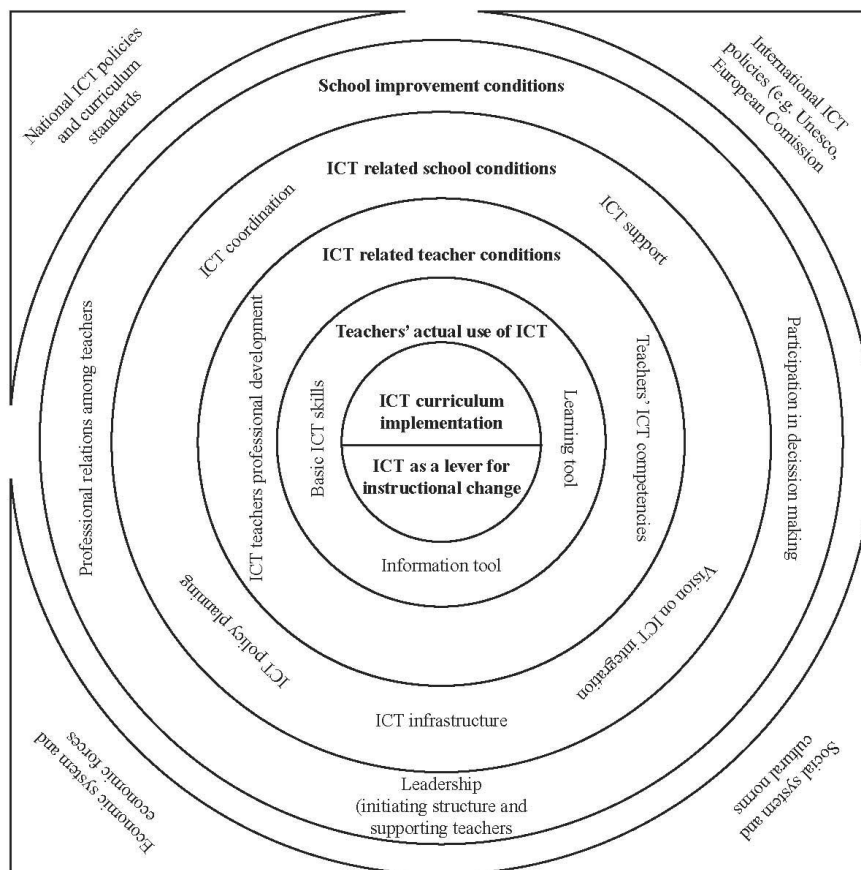 National ICT policies
and curriculum
standards
International ICT
policies (e.g. Unesco,
European Comission
School improvement conditions
ICT related school conditions
ICT coordination
ICT support
ICT related teacher conditions
Professional relations among teachers
ICT teachers professional development
Teachers' actual use of ICT
Basic ICT skills
ICT curriculum
implementation
ICT as a lever for
instructional change
Learning tool
Teachers' ICT competencies
Participation in decission making
Information tool
ICT policy planning
Vision on ICT integration
ICT infrastructure
Leadership
(initiating structure and
supporting teachers
Economic system and
economic forces
Social system and
cultural norms